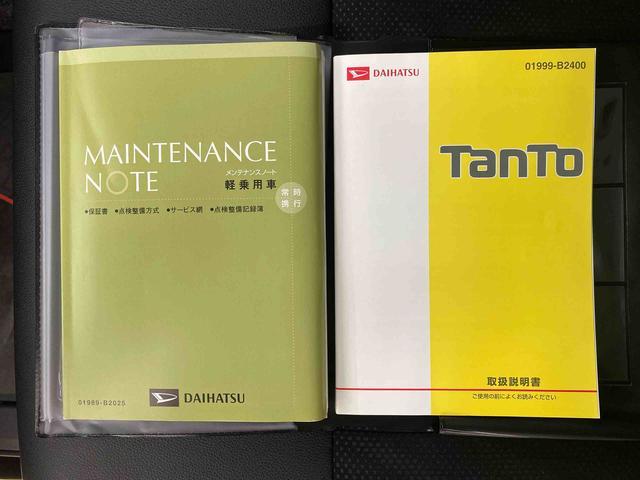 MAINTENANCE
NOTE
メンテナンスノート
軽乗用車
常時
携行
●保証書 ●点検整備方式 ●サービス網 ●点検整備記録簿
01989-B2025
DAIHATSU
DAIHATSU
01999-B2400
TanTo
取扱説明書
ご使用の前によくお読みください